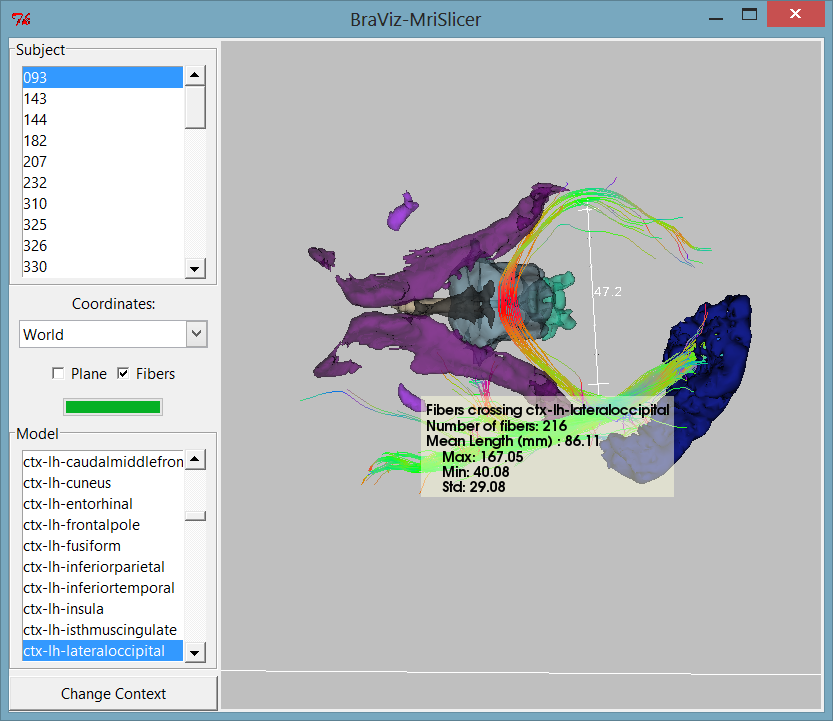 BraViz-MriSlicer
Subject
093
143
144
182
207
232
310
325
326
330
Coordinates:
World
Plane
Fibers
Model
ctx-lh-caudalmiddlefron
ctx-lh-cuneus
ctx-lh-entorhinal
ctx-lh-frontalpole
ctx-lh-fusiform
ctx-lh-inferiorparietal
ctx-lh-inferiortemporal
ctx-lh-insula
ctx-lh-isthmuscingulate
ctx-lh-lateraloccipital
Change Context
47.2
Fibers crossing ctx-lh-lateraloccipital
Number of fibers: 216
Mean Length (mm) : 86.11
Max: 167.05
Min: 40.08
Std: 29.08